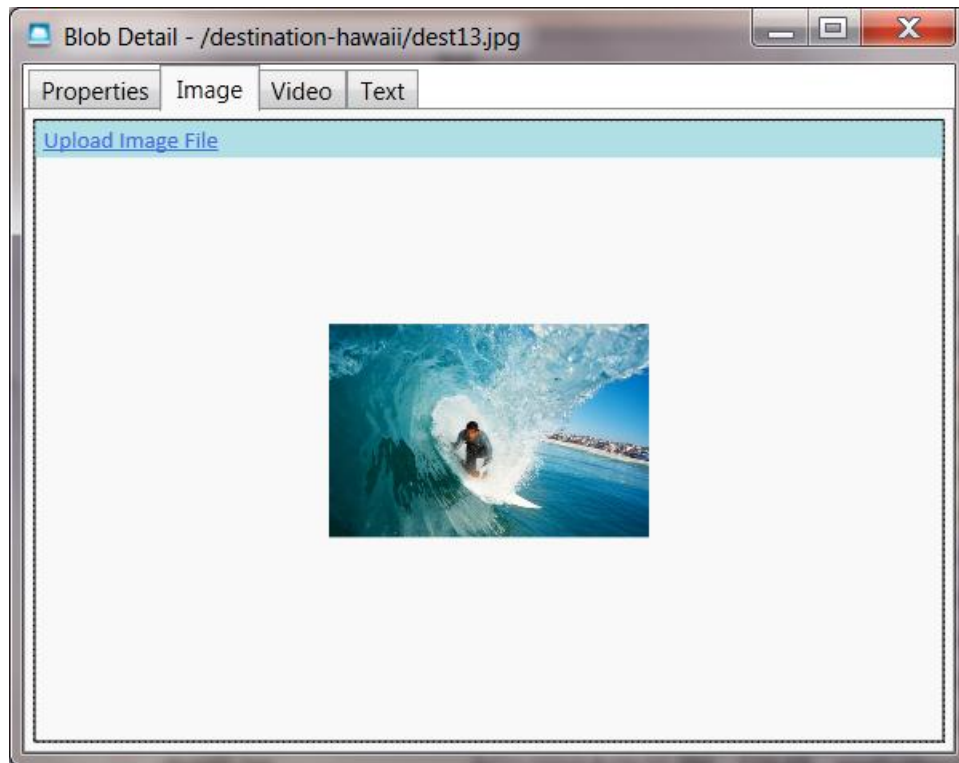 Blob Detail - /destination-hawaii/dest13.jpg
Properties Image Video Text
Upload Image File